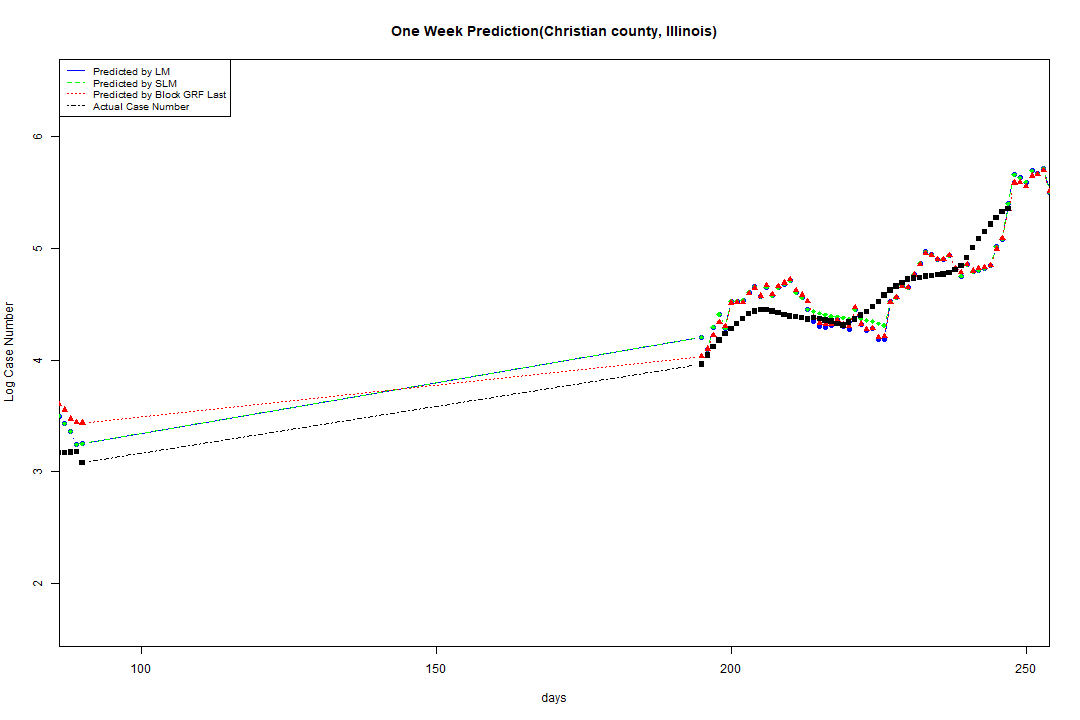 One Week Prediction(Christian county, Illinois)
Predicted by LM
Predicted by SLM
Predicted by Block GRF Last
Actual Case Number
6
5
4
3
2
Log Case Number
100 150 200 250
days